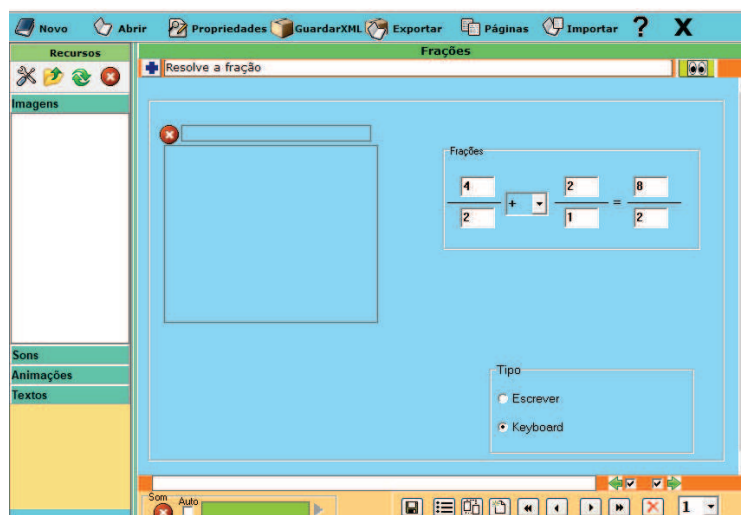 Novo Abrir Propriedades GuardarXML Exportar Páginas Importar ? X
Recursos
Frações
Resolve a fração
Imagens
Frações
4 2 8
+ =
2 1 2
Sons
Animações
Textos
Tipo
Escrever
Keyboard
Som Auto
1